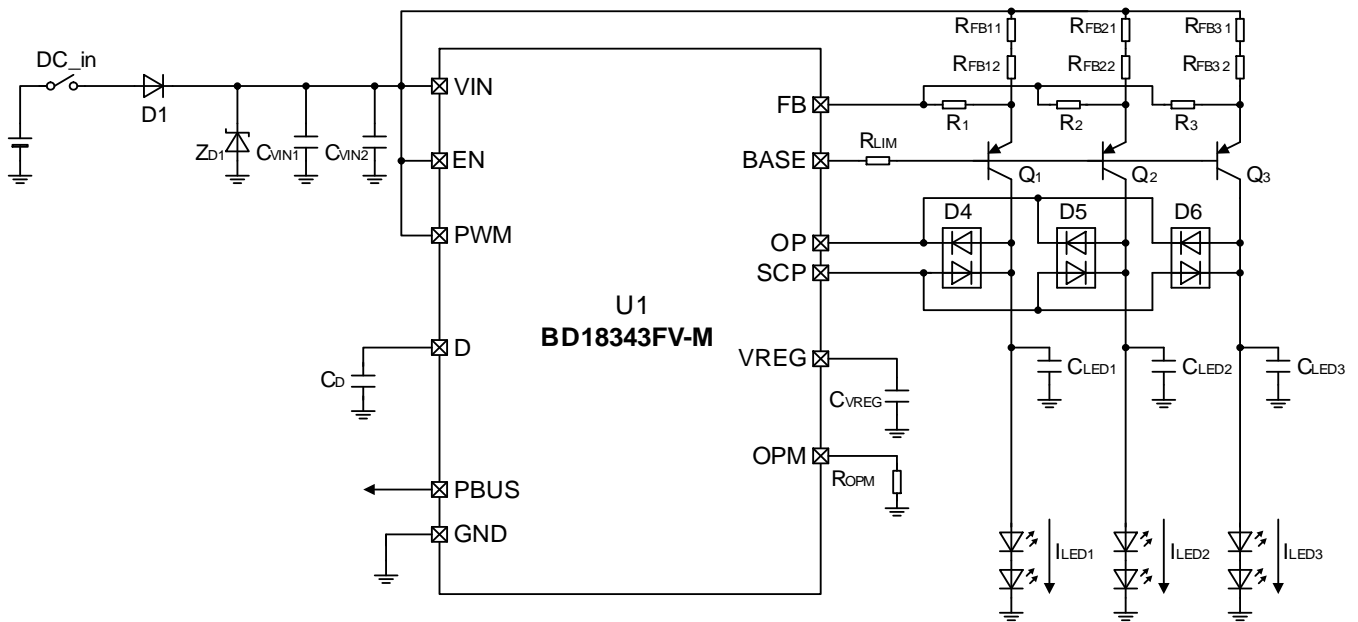 DC_in
D1
ZD1
CVIN1
CVIN2
VIN
EN
PWM
D
CD
PBUS
GND
U1
BD18343FV-M
FB
BASE
OP
SCP
VREG
OPM
RLIM
CVREG
ROPM
RFB11
RFB21
RFB31
RFB12
RFB22
RFB32
R1
R2
R3
Q1
Q2
Q3
D4
D5
D6
CLED1
CLED2
CLED3
ILED1
ILED2
ILED3